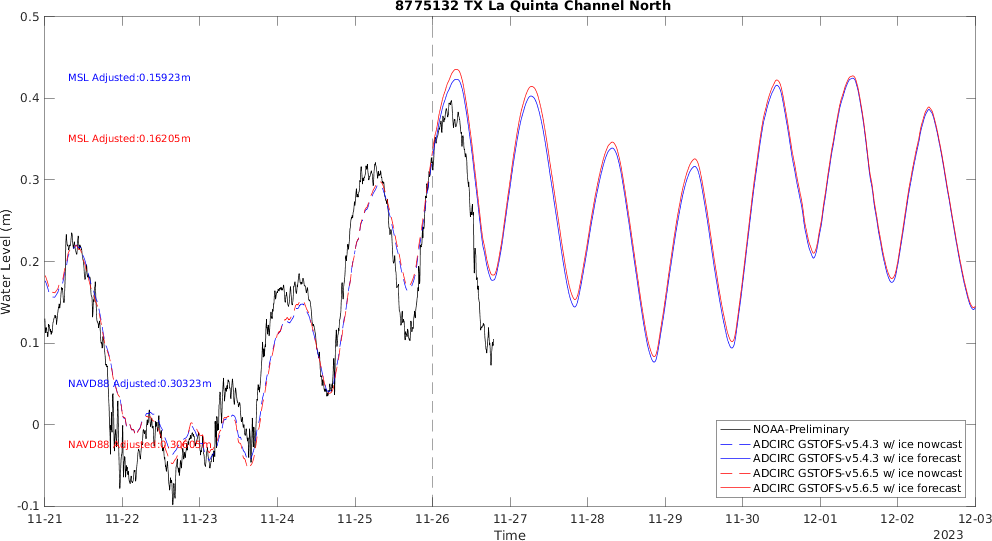 8775132 TX La Quinta Channel North
0.5
0.4
0.3
0.2
0.1
0
-0.1
Water Level (m)
MSL Adjusted:0.15923m
MSL Adjusted:0.16205m
NAVD88 Adjusted:0.30323m
NAVD88 Adjusted:0.30605m
NOAA-Preliminary
ADCIRC GSTOFS-v5.4.3 w/ ice nowcast
ADCIRC GSTOFS-v5.4.3 w/ ice forecast
ADCIRC GSTOFS-v5.6.5 w/ ice nowcast
ADCIRC GSTOFS-v5.6.5 w/ ice forecast
11-21 11-22 11-23 11-24 11-25 11-26 11-27 11-28 11-29 11-30 12-01 12-02 12-03
Time
2023